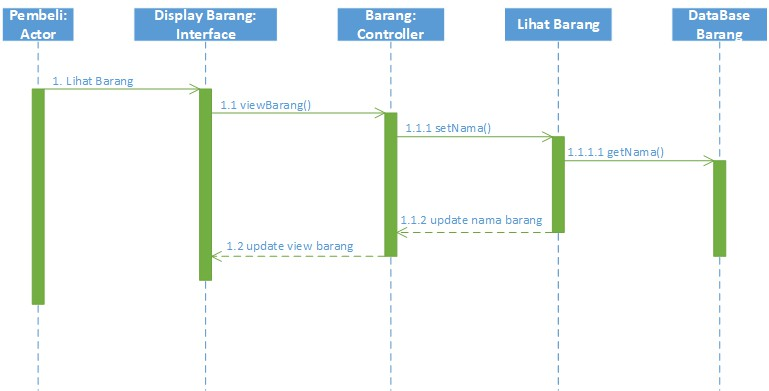 Pembeli:
Actor
Display Barang:
Interface
Barang:
Controller
Lihat Barang
DataBase
Barang
1. Lihat Barang
1.1 viewBarang()
1.1.1 setNama()
1.1.1.1 getNama()
1.1.2 update nama barang
1.2 update view barang